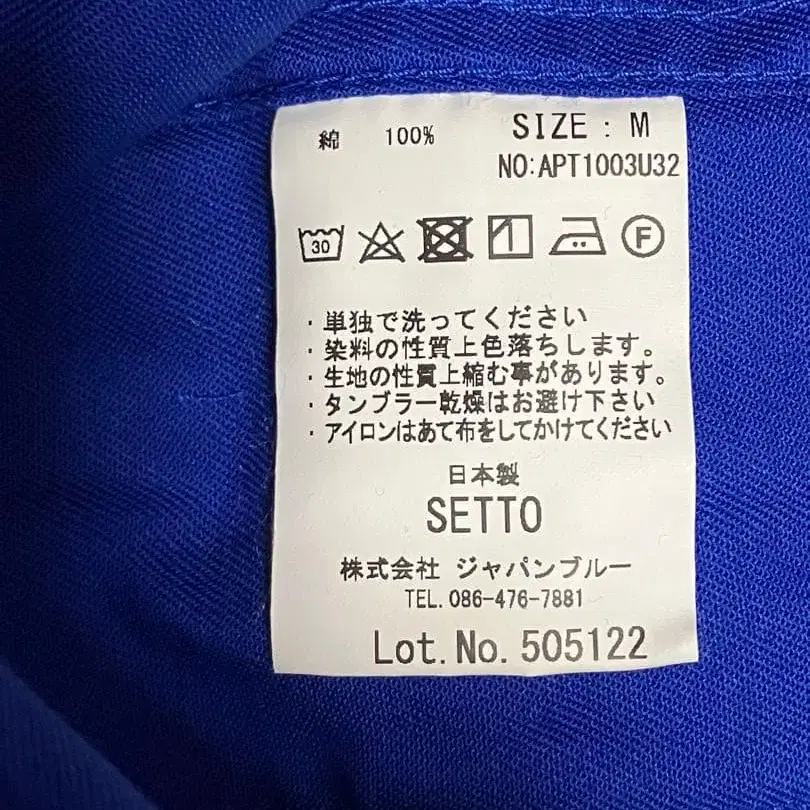 綿 100% SIZE : M
NO:APT1003U32
30 F
・単独で洗ってください
・染料の性質上色落ちします。
・生地の性質上縮む事があります。
・タンブラー乾燥はお避け下さい
・アイロンはあて布をしてかけてください
日本製
SETTO
株式会社 ジャパンブルー
TEL. 086-476-7881
Lot.No. 505122